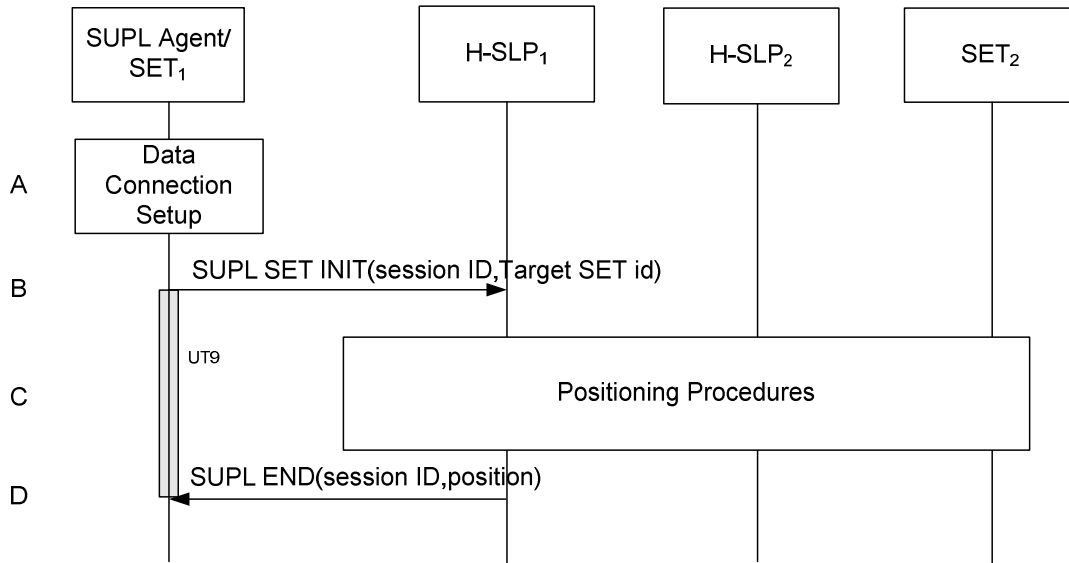 SUPL Agent/
SET₁
H-SLP₁
H-SLP₂
SET₂
A
Data
Connection
Setup
B
SUPL SET INIT(session ID,Target SET id)
UT9
C
Positioning Procedures
D
SUPL END(session ID,position)